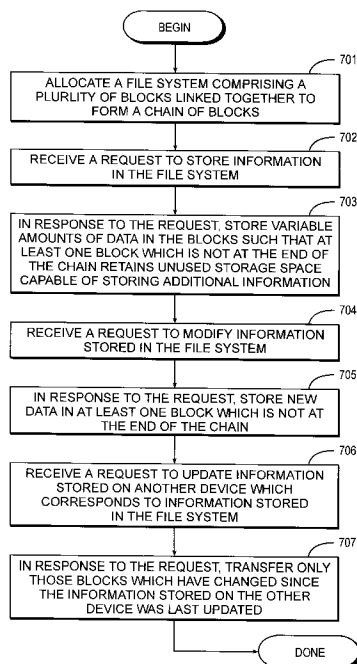 BEGIN
701
ALLOCATE A FILE SYSTEM COMPRISING A
PLURLITY OF BLOCKS LINKED TOGETHER TO
FORM A CHAIN OF BLOCKS
702
RECEIVE A REQUEST TO STORE INFORMATION
IN THE FILE SYSTEM
703
IN RESPONSE TO THE REQUEST, STORE VARIABLE
AMOUNTS OF DATA IN THE BLOCKS SUCH THAT AT
LEAST ONE BLOCK WHICH IS NOT AT THE END OF
THE CHAIN RETAINS UNUSED STORAGE SPACE
CAPABLE OF STORING ADDITIONAL INFORMATION
704
RECEIVE A REQUEST TO MODIFY INFORMATION
STORED IN THE FILE SYSTEM
705
IN RESPONSE TO THE REQUEST, STORE NEW
DATA IN AT LEAST ONE BLOCK WHICH IS NOT AT
THE END OF THE CHAIN
706
RECEIVE A REQUEST TO UPDATE INFORMATION
STORED ON ANOTHER DEVICE WHICH
CORRESPONDS TO INFORMATION STORED
IN THE FILE SYSTEM
707
IN RESPONSE TO THE REQUEST, TRANSFER ONLY
THOSE BLOCKS WHICH HAVE CHANGED SINCE
THE INFORMATION STORED ON THE OTHER
DEVICE WAS LAST UPDATED
DONE